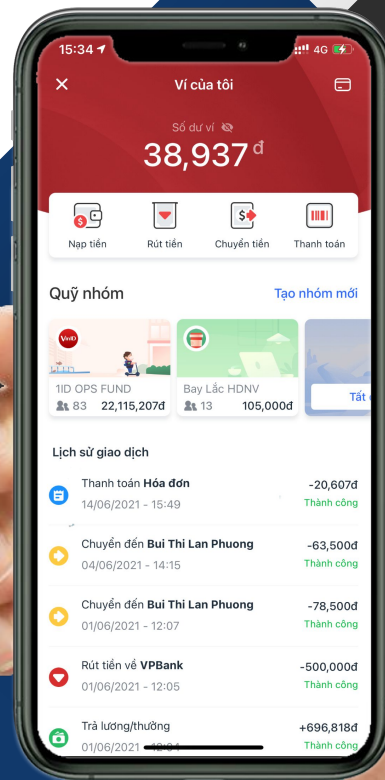 15:34
4G
Ví của tôi
Số dư ví
38,937 đ
Nạp tiền Rút tiền Chuyển tiền Thanh toán
Quỹ nhóm Tạo nhóm mới
VinID
1ID OPS FUND
83 22,115,207đ
Bay Lắc HDNV
13 105,000đ
Tất
Lịch sử giao dịch
Thanh toán Hóa đơn -20,607đ
14/06/2021 - 15:49 Thành công
Chuyển đến Bui Thi Lan Phuong -63,500đ
04/06/2021 - 14:15 Thành công
Chuyển đến Bui Thi Lan Phuong -78,500đ
01/06/2021 - 12:07 Thành công
Rút tiền về VPBank -500,000đ
01/06/2021 - 12:05 Thành công
Trả lương/thưởng +696,818đ
01/06/2021 - 12:04 Thành công